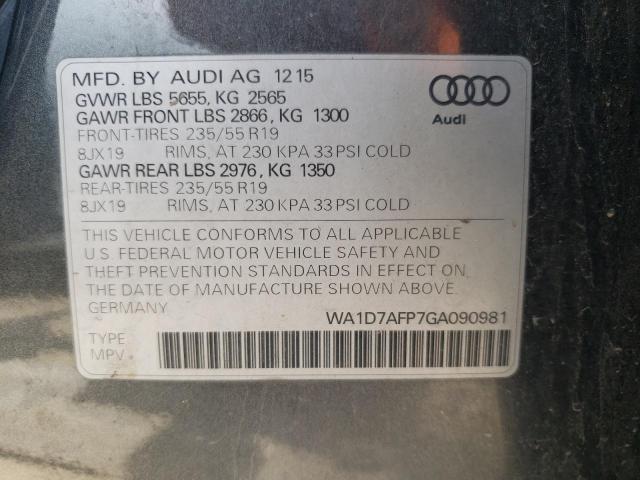 MFD. BY AUDI AG 12 15
GVWR LBS 5655, KG 2565
GAWR FRONT LBS 2866, KG 1300
FRONT-TIRES 235/55 R19
8JX19 RIMS, AT 230 KPA 33 PSI COLD
GAWR REAR LBS 2976, KG 1350
REAR-TIRES 235/55 R19
8JX19 RIMS, AT 230 KPA 33 PSI COLD
Audi
THIS VEHICLE CONFORMS TO ALL APPLICABLE
U.S. FEDERAL MOTOR VEHICLE SAFETY AND
THEFT PREVENTION STANDARDS IN EFFECT ON
THE DATE OF MANUFACTURE SHOWN ABOVE.
GERMANY WA1D7AFP7GA090981
TYPE
MPV